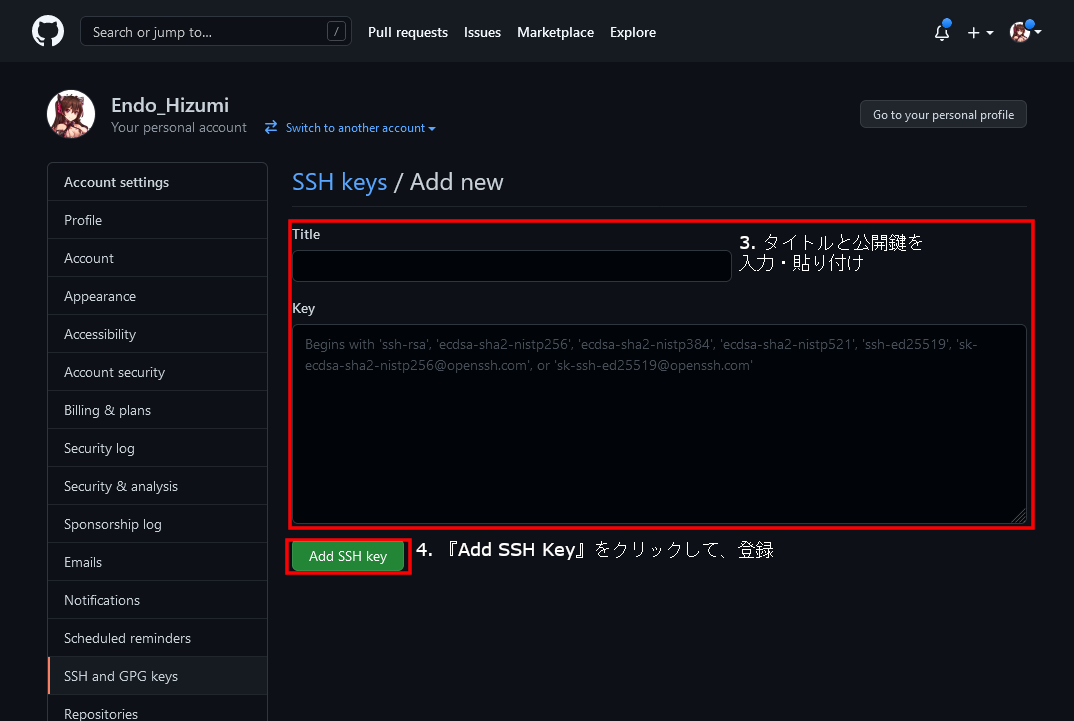 Search or jump to… /
Pull requests Issues Marketplace Explore
Endo_Hizumi
Your personal account Switch to another account
Go to your personal profile
Account settings
Profile
Account
Appearance
Accessibility
Account security
Billing & plans
Security log
Security & analysis
Sponsorship log
Emails
Notifications
Scheduled reminders
SSH and GPG keys
Repositories
SSH keys / Add new
Title
3. タイトルと公開鍵を
入力・貼り付け
Key
Begins with 'ssh-rsa', 'ecdsa-sha2-nistp256', 'ecdsa-sha2-nistp384', 'ecdsa-sha2-nistp521', 'ssh-ed25519', 'sk-
ecdsa-sha2-nistp256@openssh.com', or 'sk-ssh-ed25519@openssh.com'
Add SSH key
4. 『Add SSH Key』をクリックして、登録